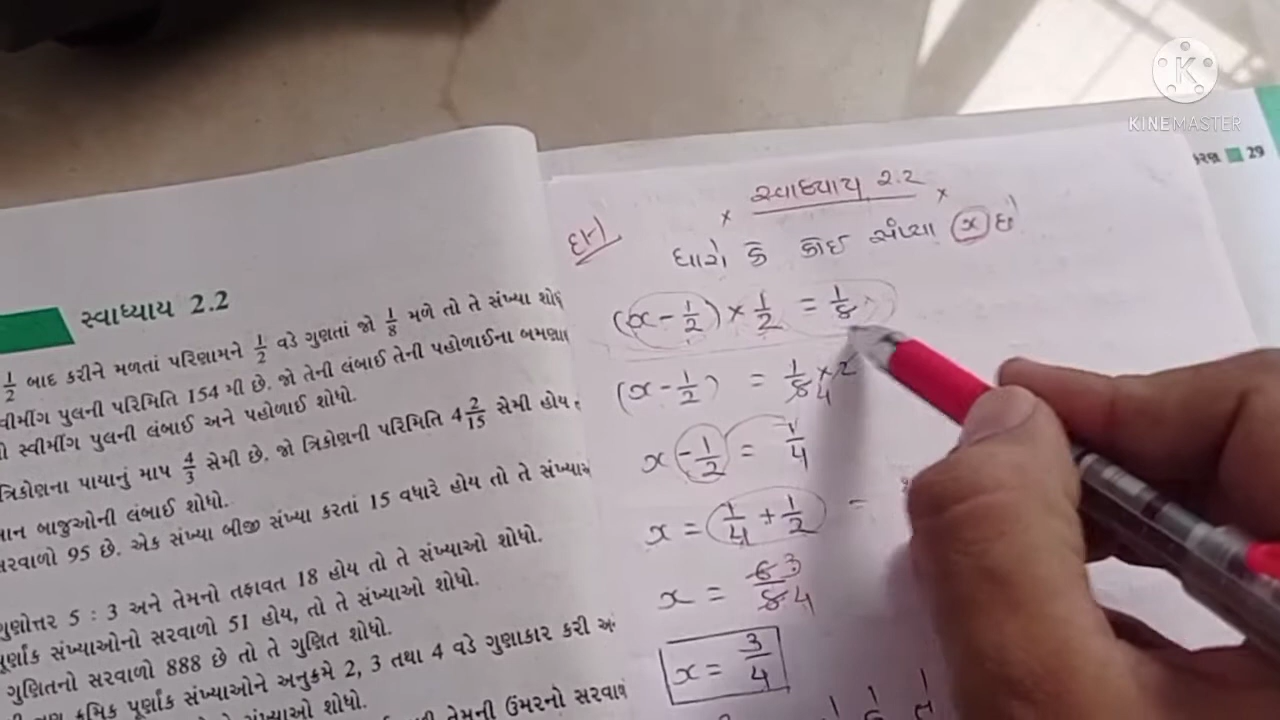 KINEMASTER
29
સ્વાધ્યાય 2.2
1/2 બાદ કરીને મળતાં પરિણામને 1/2 વડે ગુણતાં જો 1/8 મળે તો તે સંખ્યા
સ્વીમીંગ પુલની પરિમિતિ 154 મી છે. જો તેની લંબાઈ તેની પહોળાઈના
સ્વીમીંગ પુલની લંબાઈ અને પહોળાઈ શોધો.
ત્રિકોણના પાયાનું માપ 4/3 સેમી છે. જો ત્રિકોણની પરિમિતિ 4 2/15 સેમી હોય
બાજુઓની લંબાઈ શોધો.
સરવાળો 95 છે. એક સંખ્યા બીજી સંખ્યા કરતાં 15 વધારે હોય તો તે
ગુણોત્તર 5 : 3 અને તેમનો તફાવત 18 હોય તો તે સંખ્યાઓ શોધો.
પૂર્ણાંક સંખ્યાઓનો સરવાળો 51 હોય, તો તે સંખ્યાઓ શોધો.
ગુણિતનો સરવાળો 888 છે તો તે ગુણિત શોધો.
ક્રમિક પૂર્ણાંક સંખ્યાઓને અનુક્રમે 2, 3 તથા 4 વડે ગુણાકાર કરી
શોધો.
તેમની ઉંમરનો
× સ્વાધ્યાય 2.2 ×
દા-1
ધારો કે કોઈ સંખ્યા x છે
(x - 1/2) × 1/2 = 1/8
(x - 1/2) = 1/8 × 2
4
x - 1/2 = 1/4
x = 1/4 + 1/2 =
x = 6/8 3/4
x = 3/4